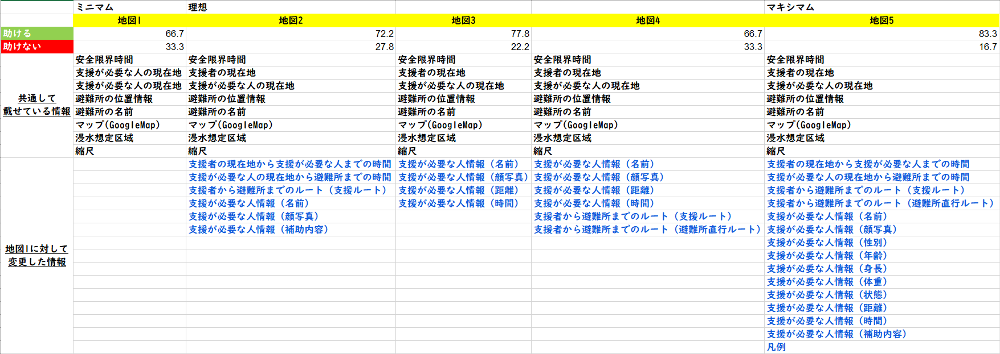 ミニマム 理想 マキシマム
地図1 地図2 地図3 地図4 地図5
助ける 66.7 72.2 77.8 66.7 83.3
助けない 33.3 27.8 22.2 33.3 16.7
共通して
載せている情報
安全限界時間 安全限界時間 安全限界時間 安全限界時間 安全限界時間
支援が必要な人の現在地 支援者の現在地 支援者の現在地 支援者の現在地 支援者の現在地
支援が必要な人の現在地 支援が必要な人の現在地 支援が必要な人の現在地 支援が必要な人の現在地 支援が必要な人の現在地
避難所の位置情報 避難所の位置情報 避難所の位置情報 避難所の位置情報 避難所の位置情報
避難所の名前 避難所の名前 避難所の名前 避難所の名前 避難所の名前
マップ(GoogleMap) マップ(GoogleMap) マップ(GoogleMap) マップ(GoogleMap) マップ(GoogleMap)
浸水想定区域 浸水想定区域 浸水想定区域 浸水想定区域 浸水想定区域
縮尺 縮尺 縮尺 縮尺 縮尺
地図1に対して
変更した情報
支援者の現在地から支援が必要な人までの時間 支援が必要な人情報（名前） 支援が必要な人情報（名前） 支援者の現在地から支援が必要な人までの時間
支援が必要な人の現在地から避難所までの時間 支援が必要な人情報（顔写真） 支援が必要な人情報（顔写真） 支援が必要な人の現在地から避難所までの時間
支援者から避難所までのルート（支援ルート） 支援が必要な人情報（距離） 支援が必要な人情報（距離） 支援者から避難所までのルート（支援ルート）
支援が必要な人情報（名前） 支援が必要な人情報（時間） 支援が必要な人情報（時間） 支援者から避難所までのルート（避難所直行ルート）
支援が必要な人情報（顔写真） 支援者から避難所までのルート（支援ルート） 支援が必要な人情報（名前）
支援が必要な人情報（補助内容） 支援者から避難所までのルート（避難所直行ルート） 支援が必要な人情報（顔写真）
支援が必要な人情報（性別）
支援が必要な人情報（年齢）
支援が必要な人情報（身長）
支援が必要な人情報（体重）
支援が必要な人情報（状態）
支援が必要な人情報（距離）
支援が必要な人情報（時間）
支援が必要な人情報（補助内容）
凡例